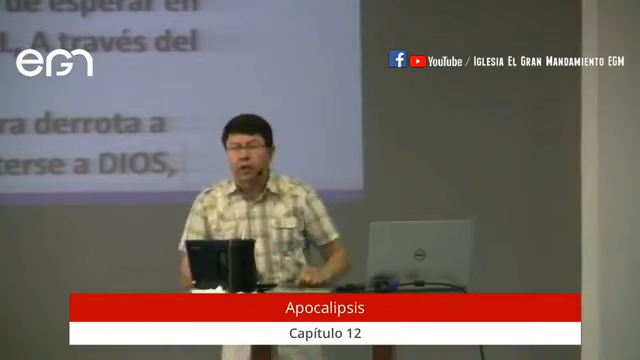 de esperar en
A través del
ra derrota a
terse a DIOS,
EGM
YouTube / IGLESIA EL GRAN MANDAMIENTO EGM
DELL
Apocalipsis
Capítulo 12